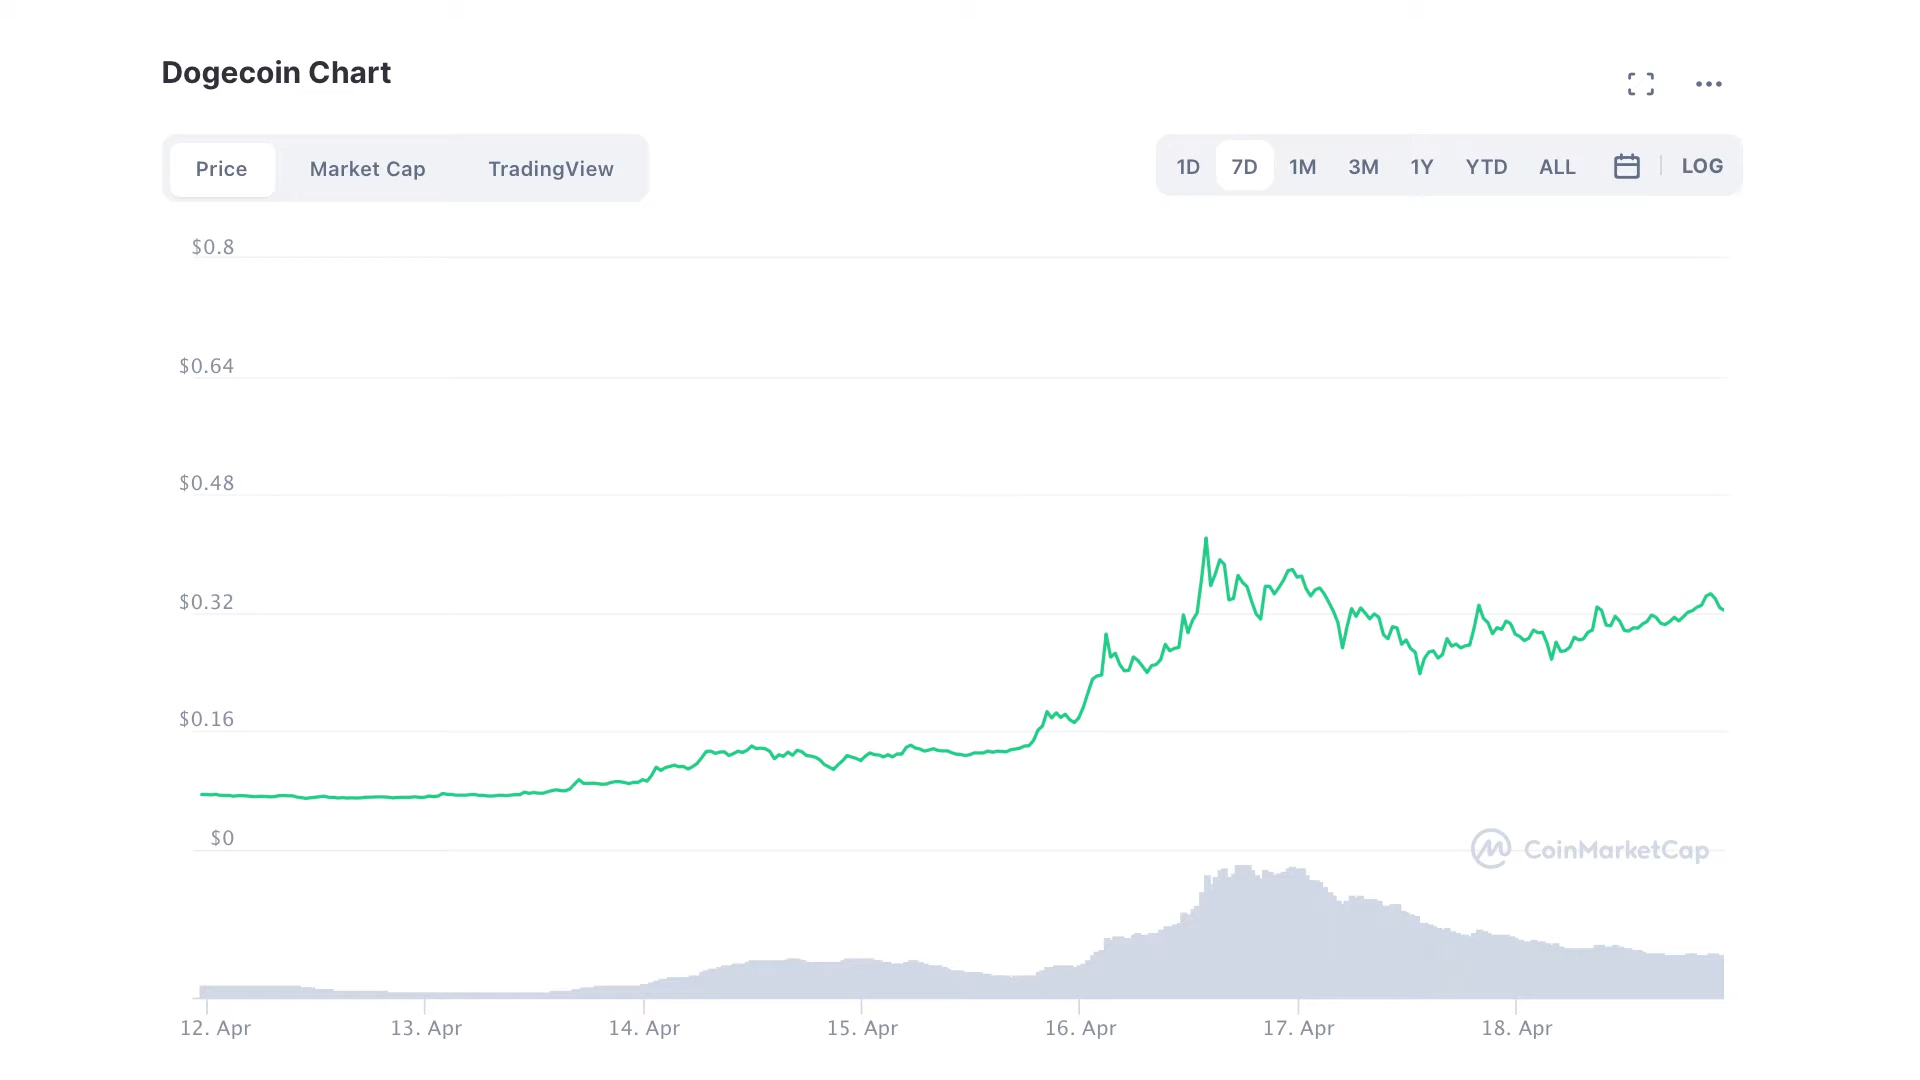 Dogecoin Chart
Price Market Cap TradingView
1D 7D 1M 3M 1Y YTD ALL LOG
$0.8
$0.64
$0.48
$0.32
$0.16
$0
CoinMarketCap
12. Apr 13. Apr 14. Apr 15. Apr 16. Apr 17. Apr 18. Apr